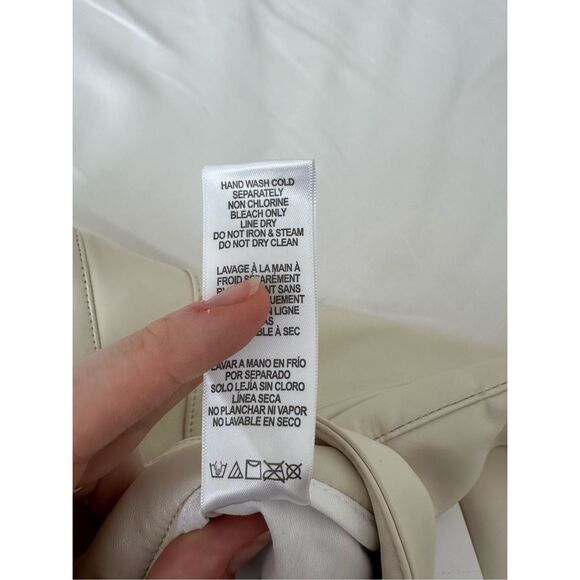 HAND WASH COLD
SEPARATELY
NON CHLORINE
BLEACH ONLY
LINE DRY
DO NOT IRON & STEAM
DO NOT DRY CLEAN
LAVAGE À LA MAIN À
FROID SÉPARÉMENT
SANS
EN LIGNE
À SEC
LAVAR A MANO EN FRÍO
POR SEPARADO
SOLO LEJÍA SIN CLORO
LÍNEA SECA
NO PLANCHAR NI VAPOR
NO LAVABLE EN SECO